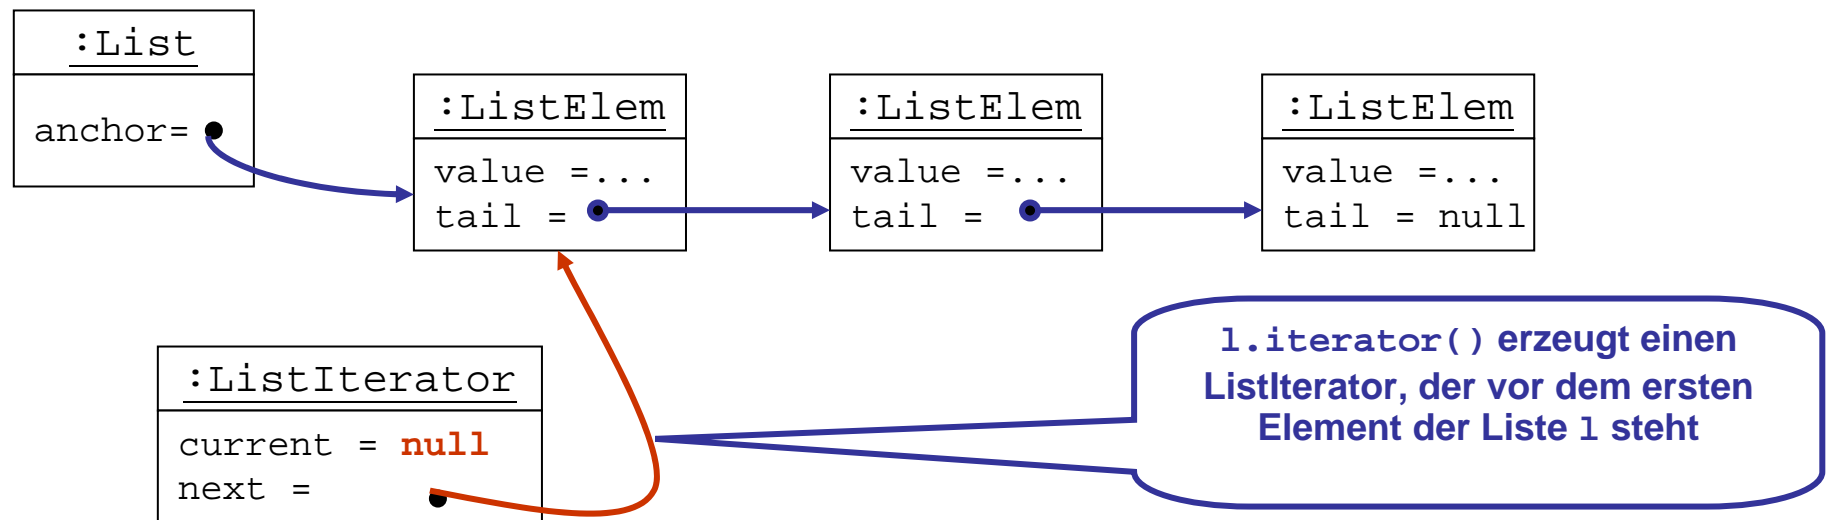 :List
anchor=
:ListElem
value =...
tail =
:ListElem
value =...
tail =
:ListElem
value =...
tail = null
:ListIterator
current = null
next =
l.iterator() erzeugt einen
ListIterator, der vor dem ersten
Element der Liste l steht